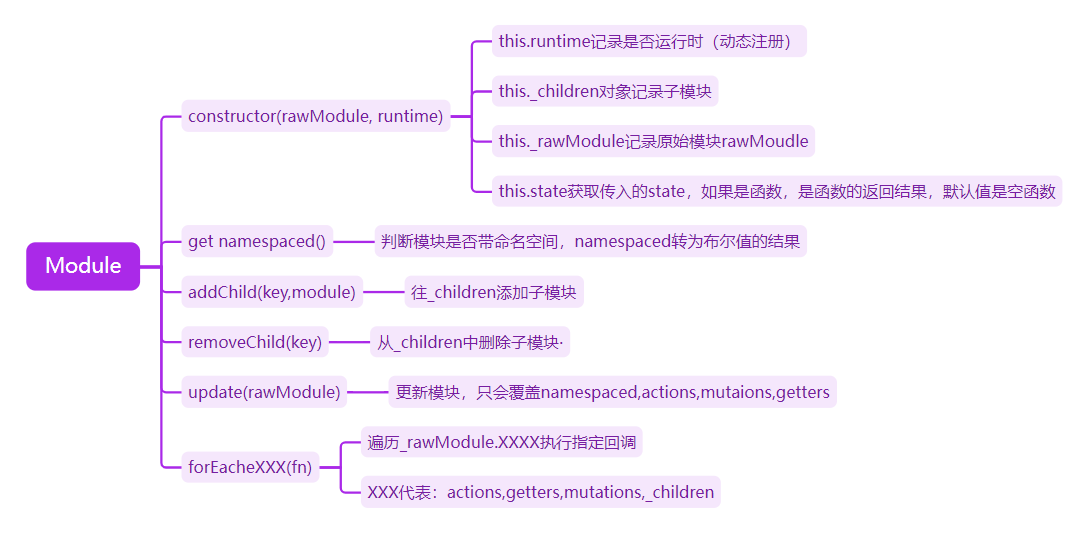 Module
constructor(rawModule, runtime)
this.runtime记录是否运行时（动态注册）
this._children对象记录子模块
this._rawModule记录原始模块rawMoudle
this.state获取传入的state，如果是函数，是函数的返回结果，默认值是空函数
get namespaced()
判断模块是否带命名空间，namespaced转为布尔值的结果
addChild(key,module)
往_children添加子模块
removeChild(key)
从_children中删除子模块·
update(rawModule)
更新模块，只会覆盖namespaced,actions,mutaions,getters
forEacheXXX(fn)
遍历_rawModule.XXXX执行指定回调
XXX代表：actions,getters,mutations,_children